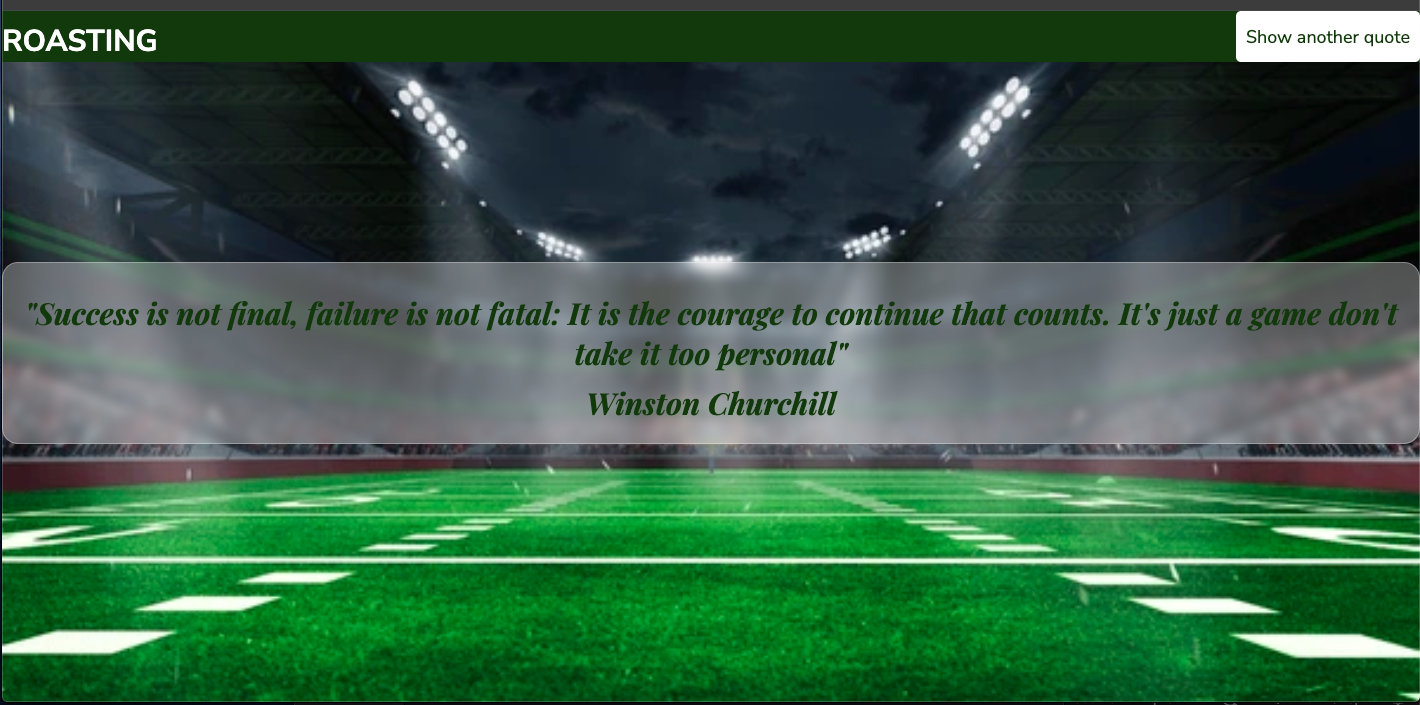 ROASTING
Show another quote
"Success is not final, failure is not fatal: It is the courage to continue that counts. It's just a game don't
take it too personal"
Winston Churchill